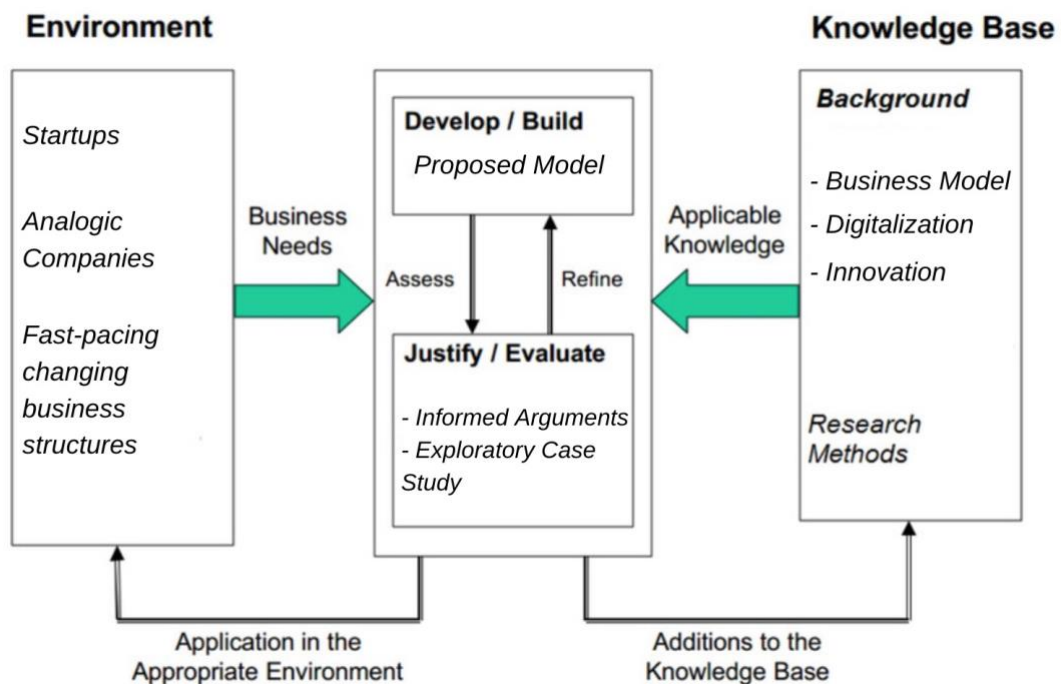 Environment
Startups
Analogic
Companies
Fast-pacing
changing
business
structures
Business
Needs
Develop / Build
Proposed Model
Assess
Refine
Justify / Evaluate
- Informed Arguments
- Exploratory Case
Study
Applicable
Knowledge
Knowledge Base
Background
- Business Model
- Digitalization
- Innovation
Research
Methods
Application in the
Appropriate Environment
Additions to the
Knowledge Base